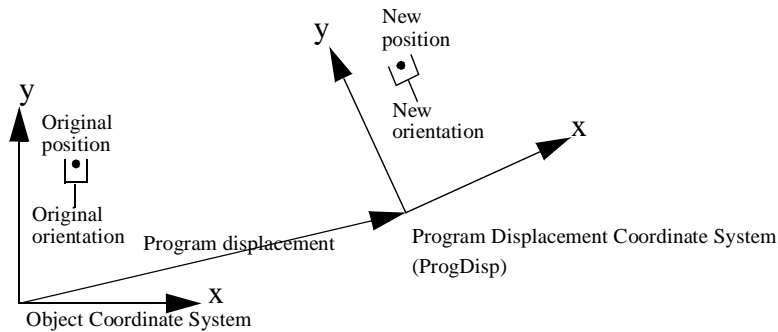 New
position
y
New
orientation
x
y
Original
position
Original
orientation
Program displacement
Program Displacement Coordinate System
(ProgDisp)
x
Object Coordinate System